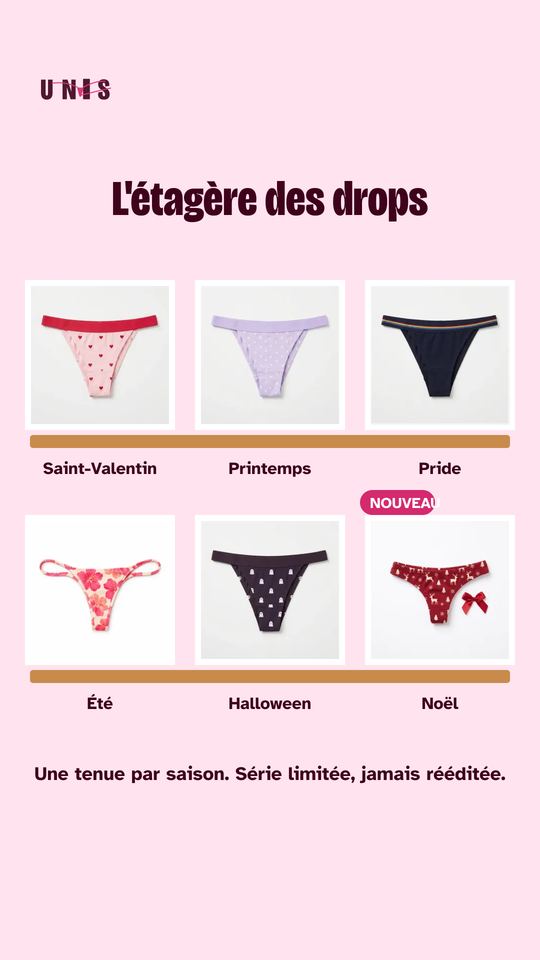 UNIS
L'étagère des drops
Saint-Valentin
Printemps
Pride
NOUVEAU
Été
Halloween
Noël
Une tenue par saison. Série limitée, jamais rééditée.